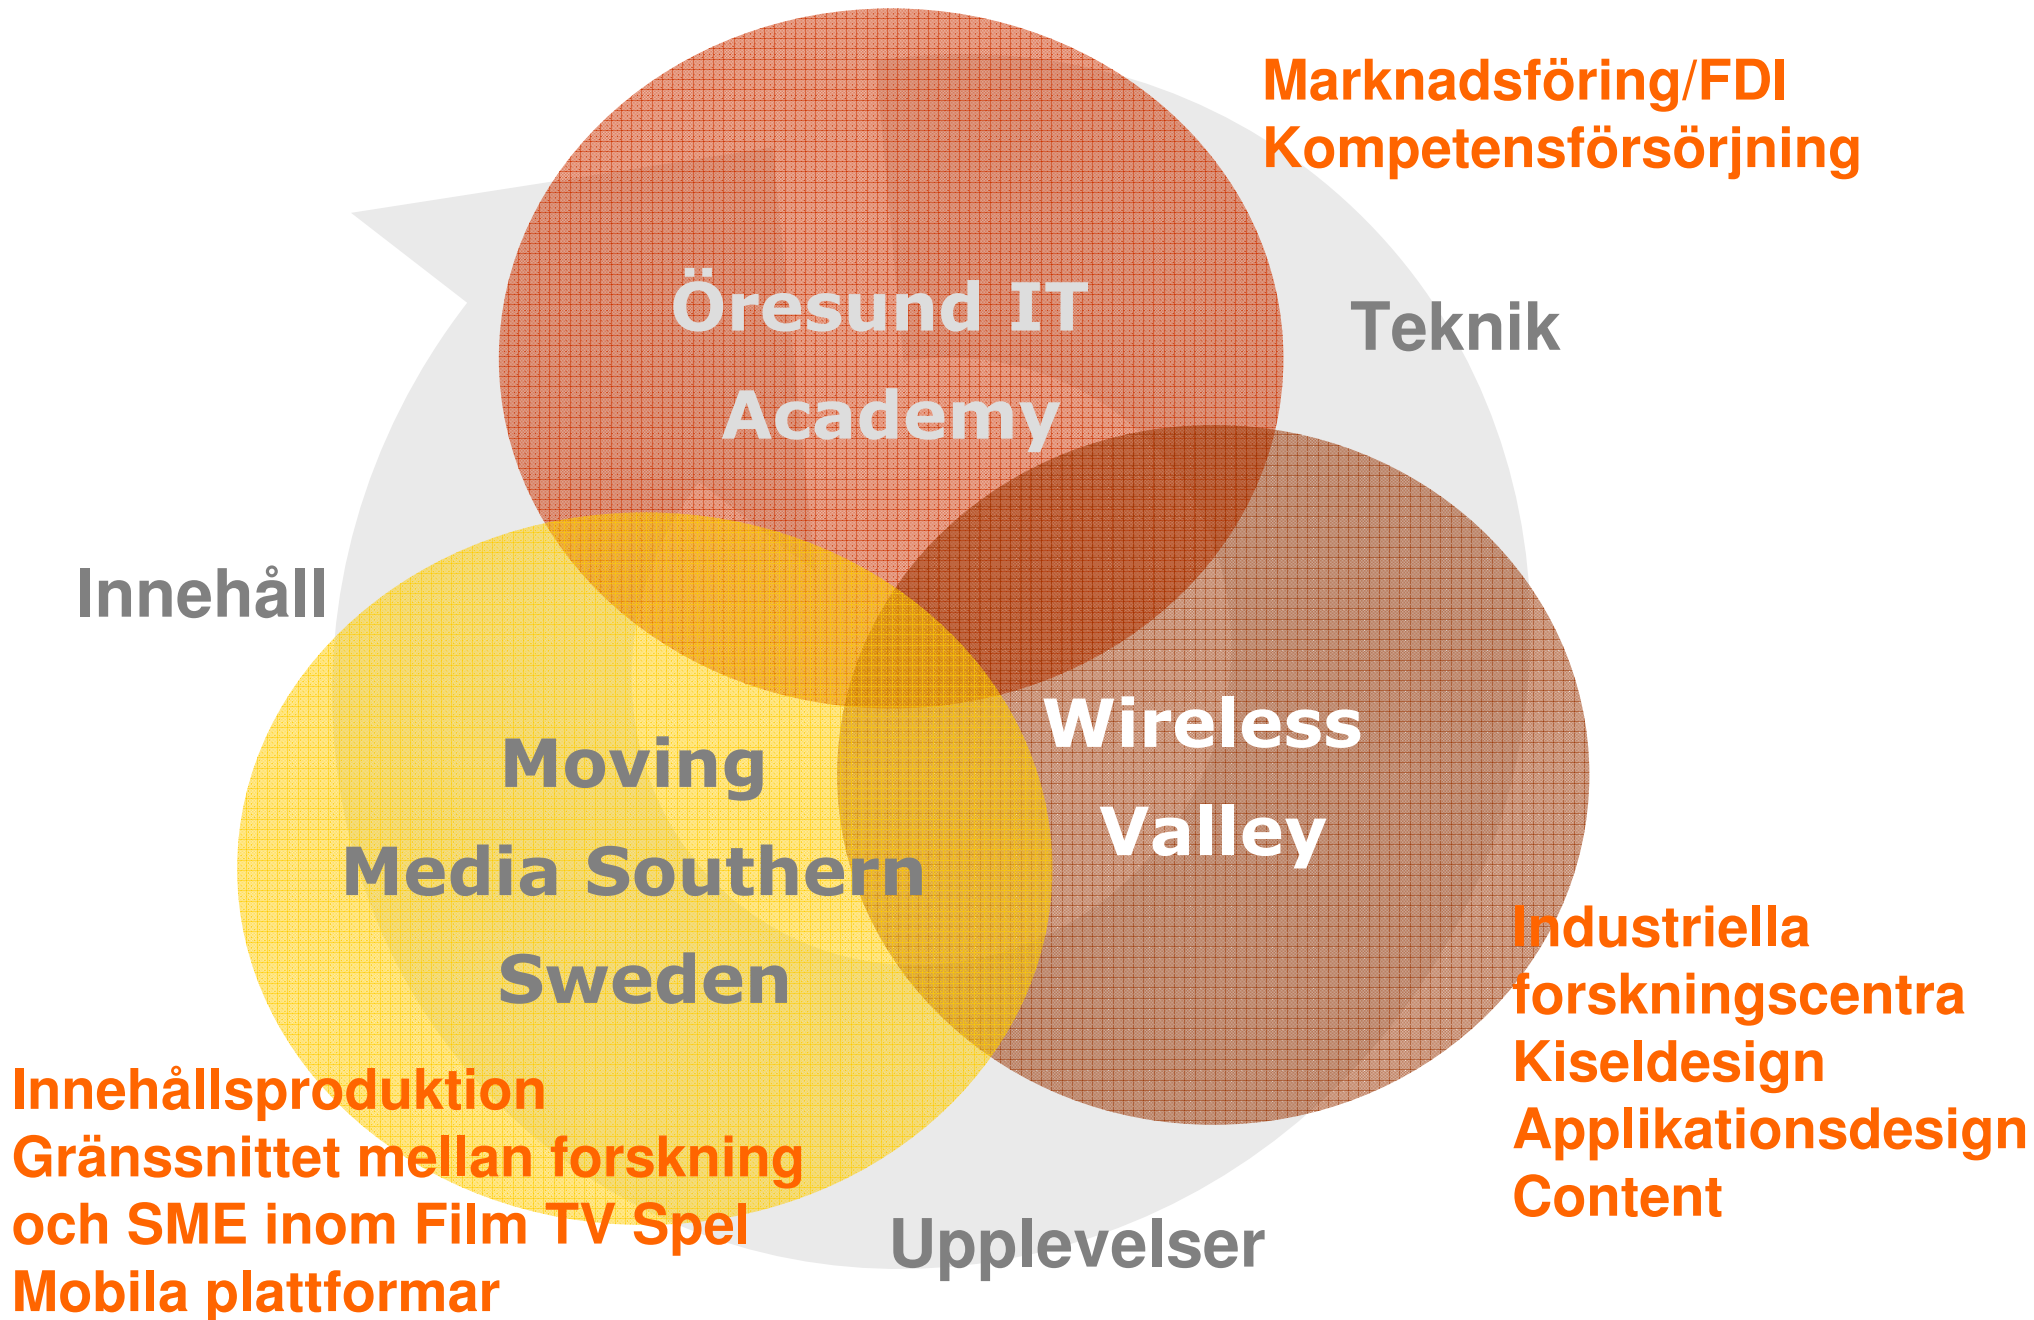 Marknadsföring/FDI
Kompetensförsörjning
Öresund IT
Academy
Teknik
Innehåll
Wireless
Valley
Moving
Media Southern
Sweden
Industriella
forskningscentra
Kiseldesign
Applikationsdesign
Content
Innehållsproduktion
Gränssnittet mellan forskning
och SME inom Film TV Spel
Mobila plattformar
Upplevelser